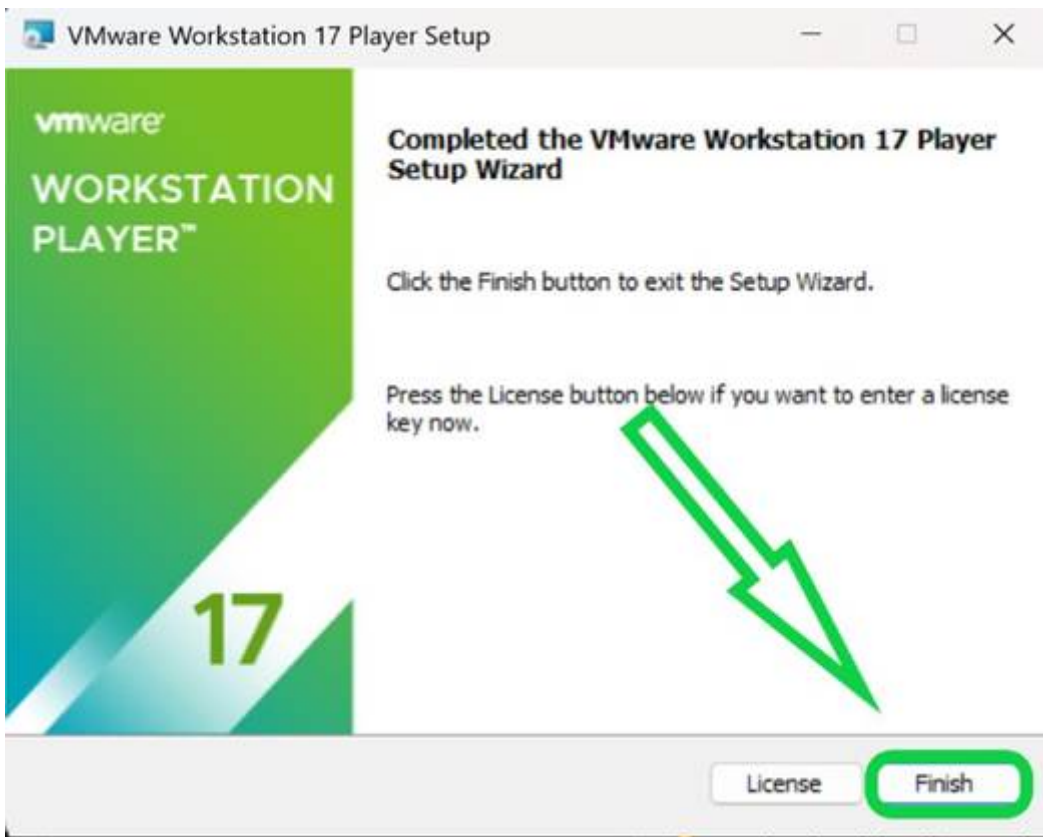 VMware Workstation 17 Player Setup
vmware
WORKSTATION
PLAYER™
Completed the VMware Workstation 17 Player
Setup Wizard
Click the Finish button to exit the Setup Wizard.
Press the License button below if you want to enter a license
key now.
17
License
Finish